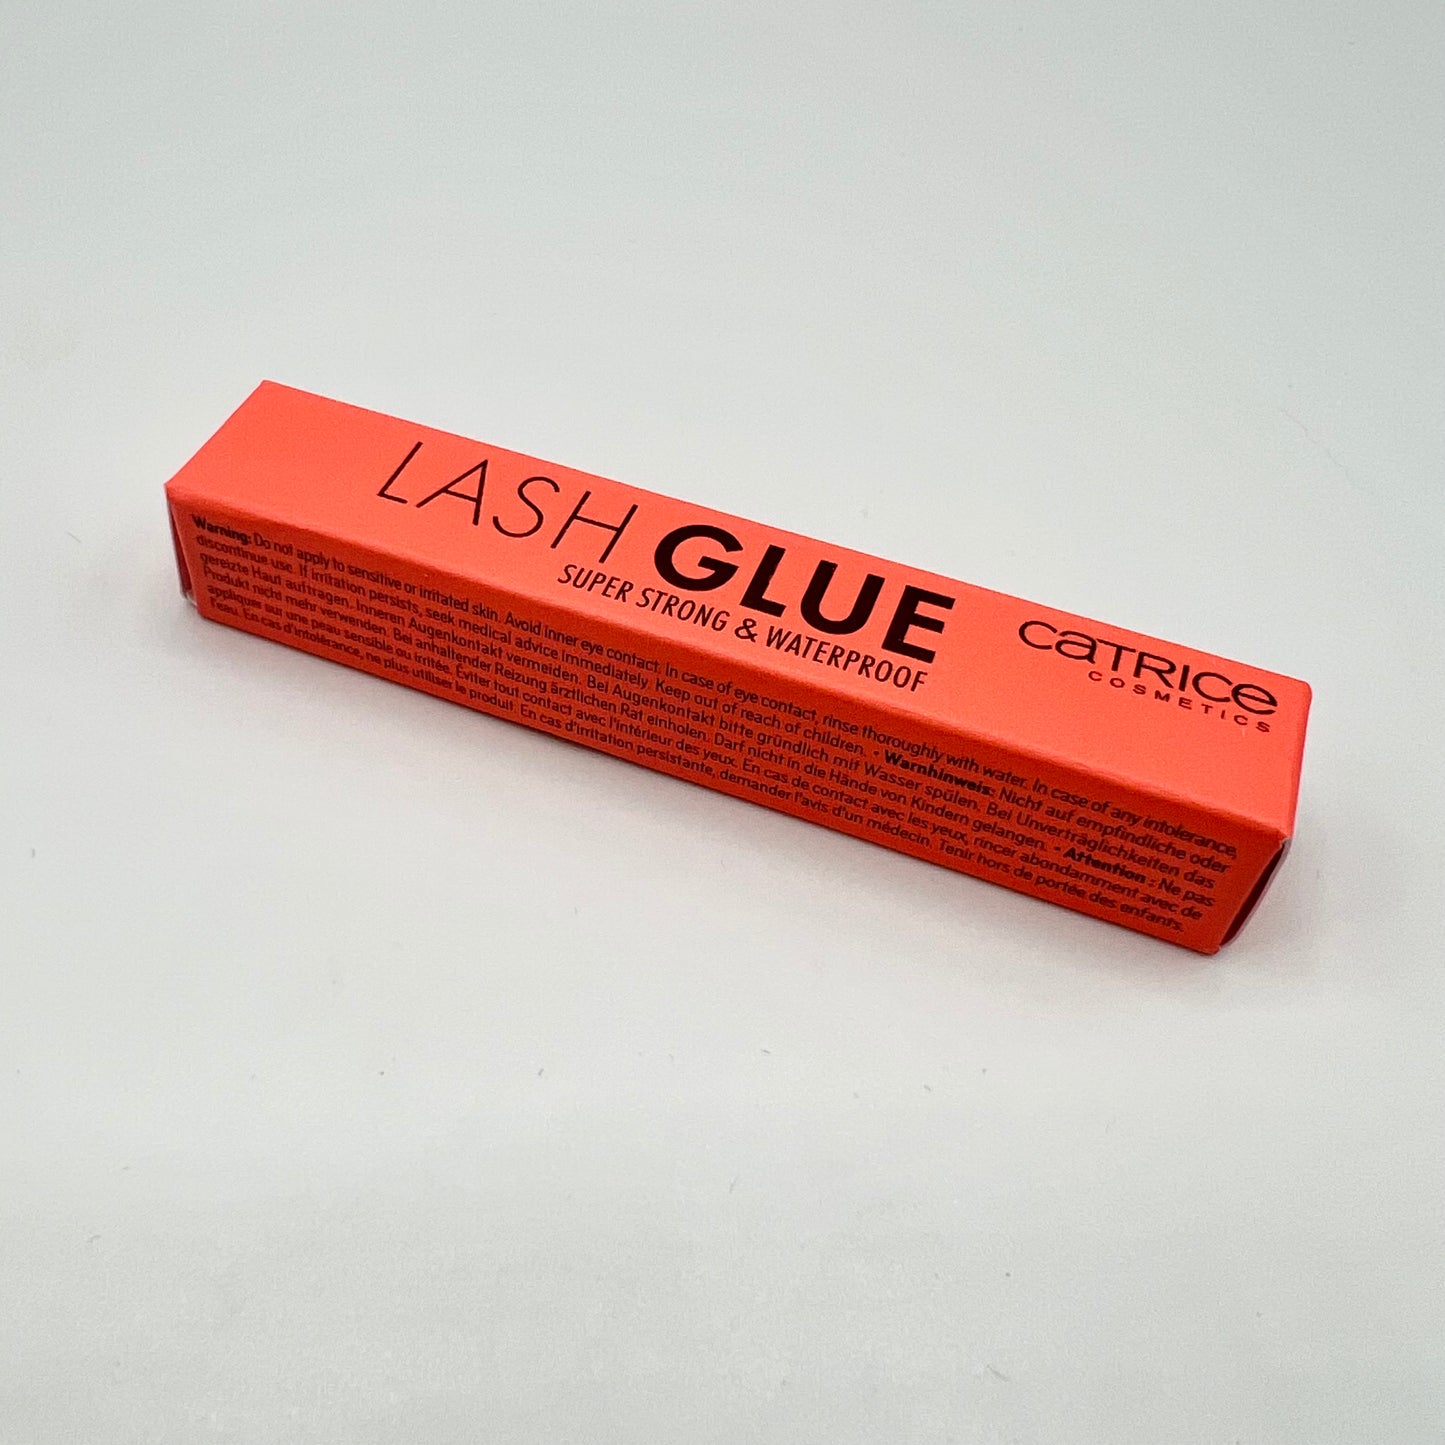 LASH GLUE
SUPER STRONG & WATERPROOF
CATRICE
COSMETICS
Warning: Do not apply to sensitive or irritated skin. Avoid inner eye contact. In case of eye contact, rinse thoroughly with water. In case of any intolerance,
discontinue use. If irritation persists, seek medical advice immediately. Keep out of reach of children. • Warnhinweis: Nicht auf empfindliche oder
gereizte Haut auftragen. Inneren Augenkontakt vermeiden. Bei Augenkontakt bitte gründlich mit Wasser spülen. Bei Unverträglichkeiten das
Produkt nicht mehr verwenden. Bei anhaltender Reizung ärztlichen Rat einholen. Darf nicht in die Hände von Kindern gelangen. • Attention : Ne pas
appliquer sur une peau sensible ou irritée. Éviter tout contact avec l'intérieur des yeux. En cas de contact avec les yeux, rincer abondamment avec de
l'eau. En cas d'intolérance, ne plus utiliser le produit. En cas d'irritation persistante, demander l'avis d'un médecin. Tenir hors de portée des enfants.